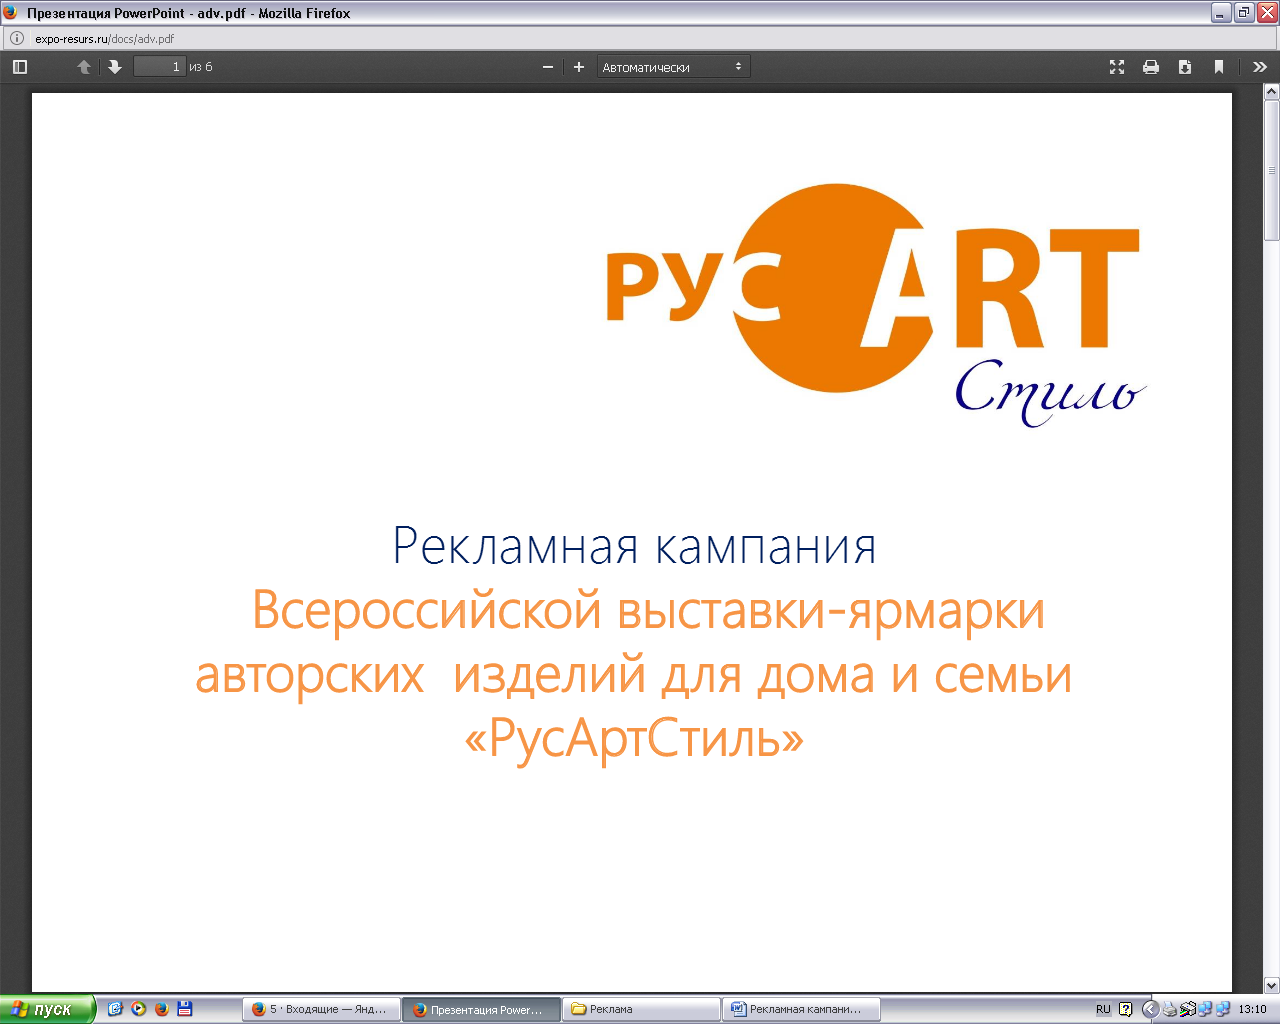 Презентация PowerPoint - adv.pdf - Mozilla Firefox
expo-resurs.ru/docs/adv.pdf
1 из 6
Автоматически
РУС ART
Стиль
Рекламная кампания
Всероссийской выставки-ярмарки
авторских изделий для дома и семьи
«РусАртСтиль»
пуск
5 · Входящие — Янд...
Презентация Power...
Реклама
Рекламная кампани...
RU
13:10